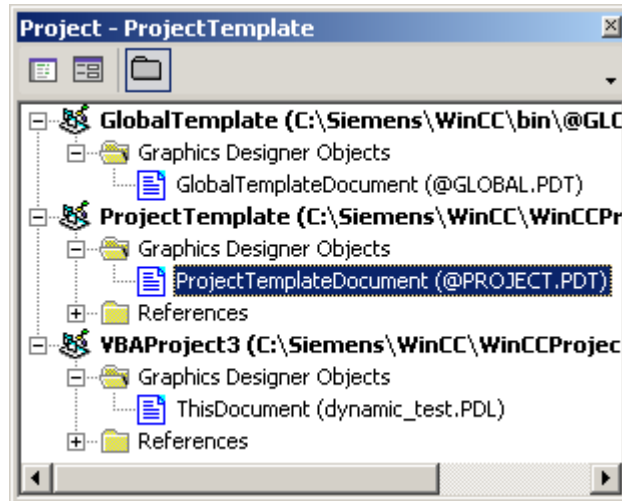 Project - ProjectTemplate
GlobalTemplate (C:\Siemens\WinCC\bin\@GLC
Graphics Designer Objects
GlobalTemplateDocument (@GLOBAL.PDT)
ProjectTemplate (C:\Siemens\WinCC\WinCCPr
Graphics Designer Objects
ProjectTemplateDocument (@PROJECT.PDT)
References
VBAProject3 (C:\Siemens\WinCC\WinCCProjec
Graphics Designer Objects
ThisDocument (dynamic_test.PDL)
References